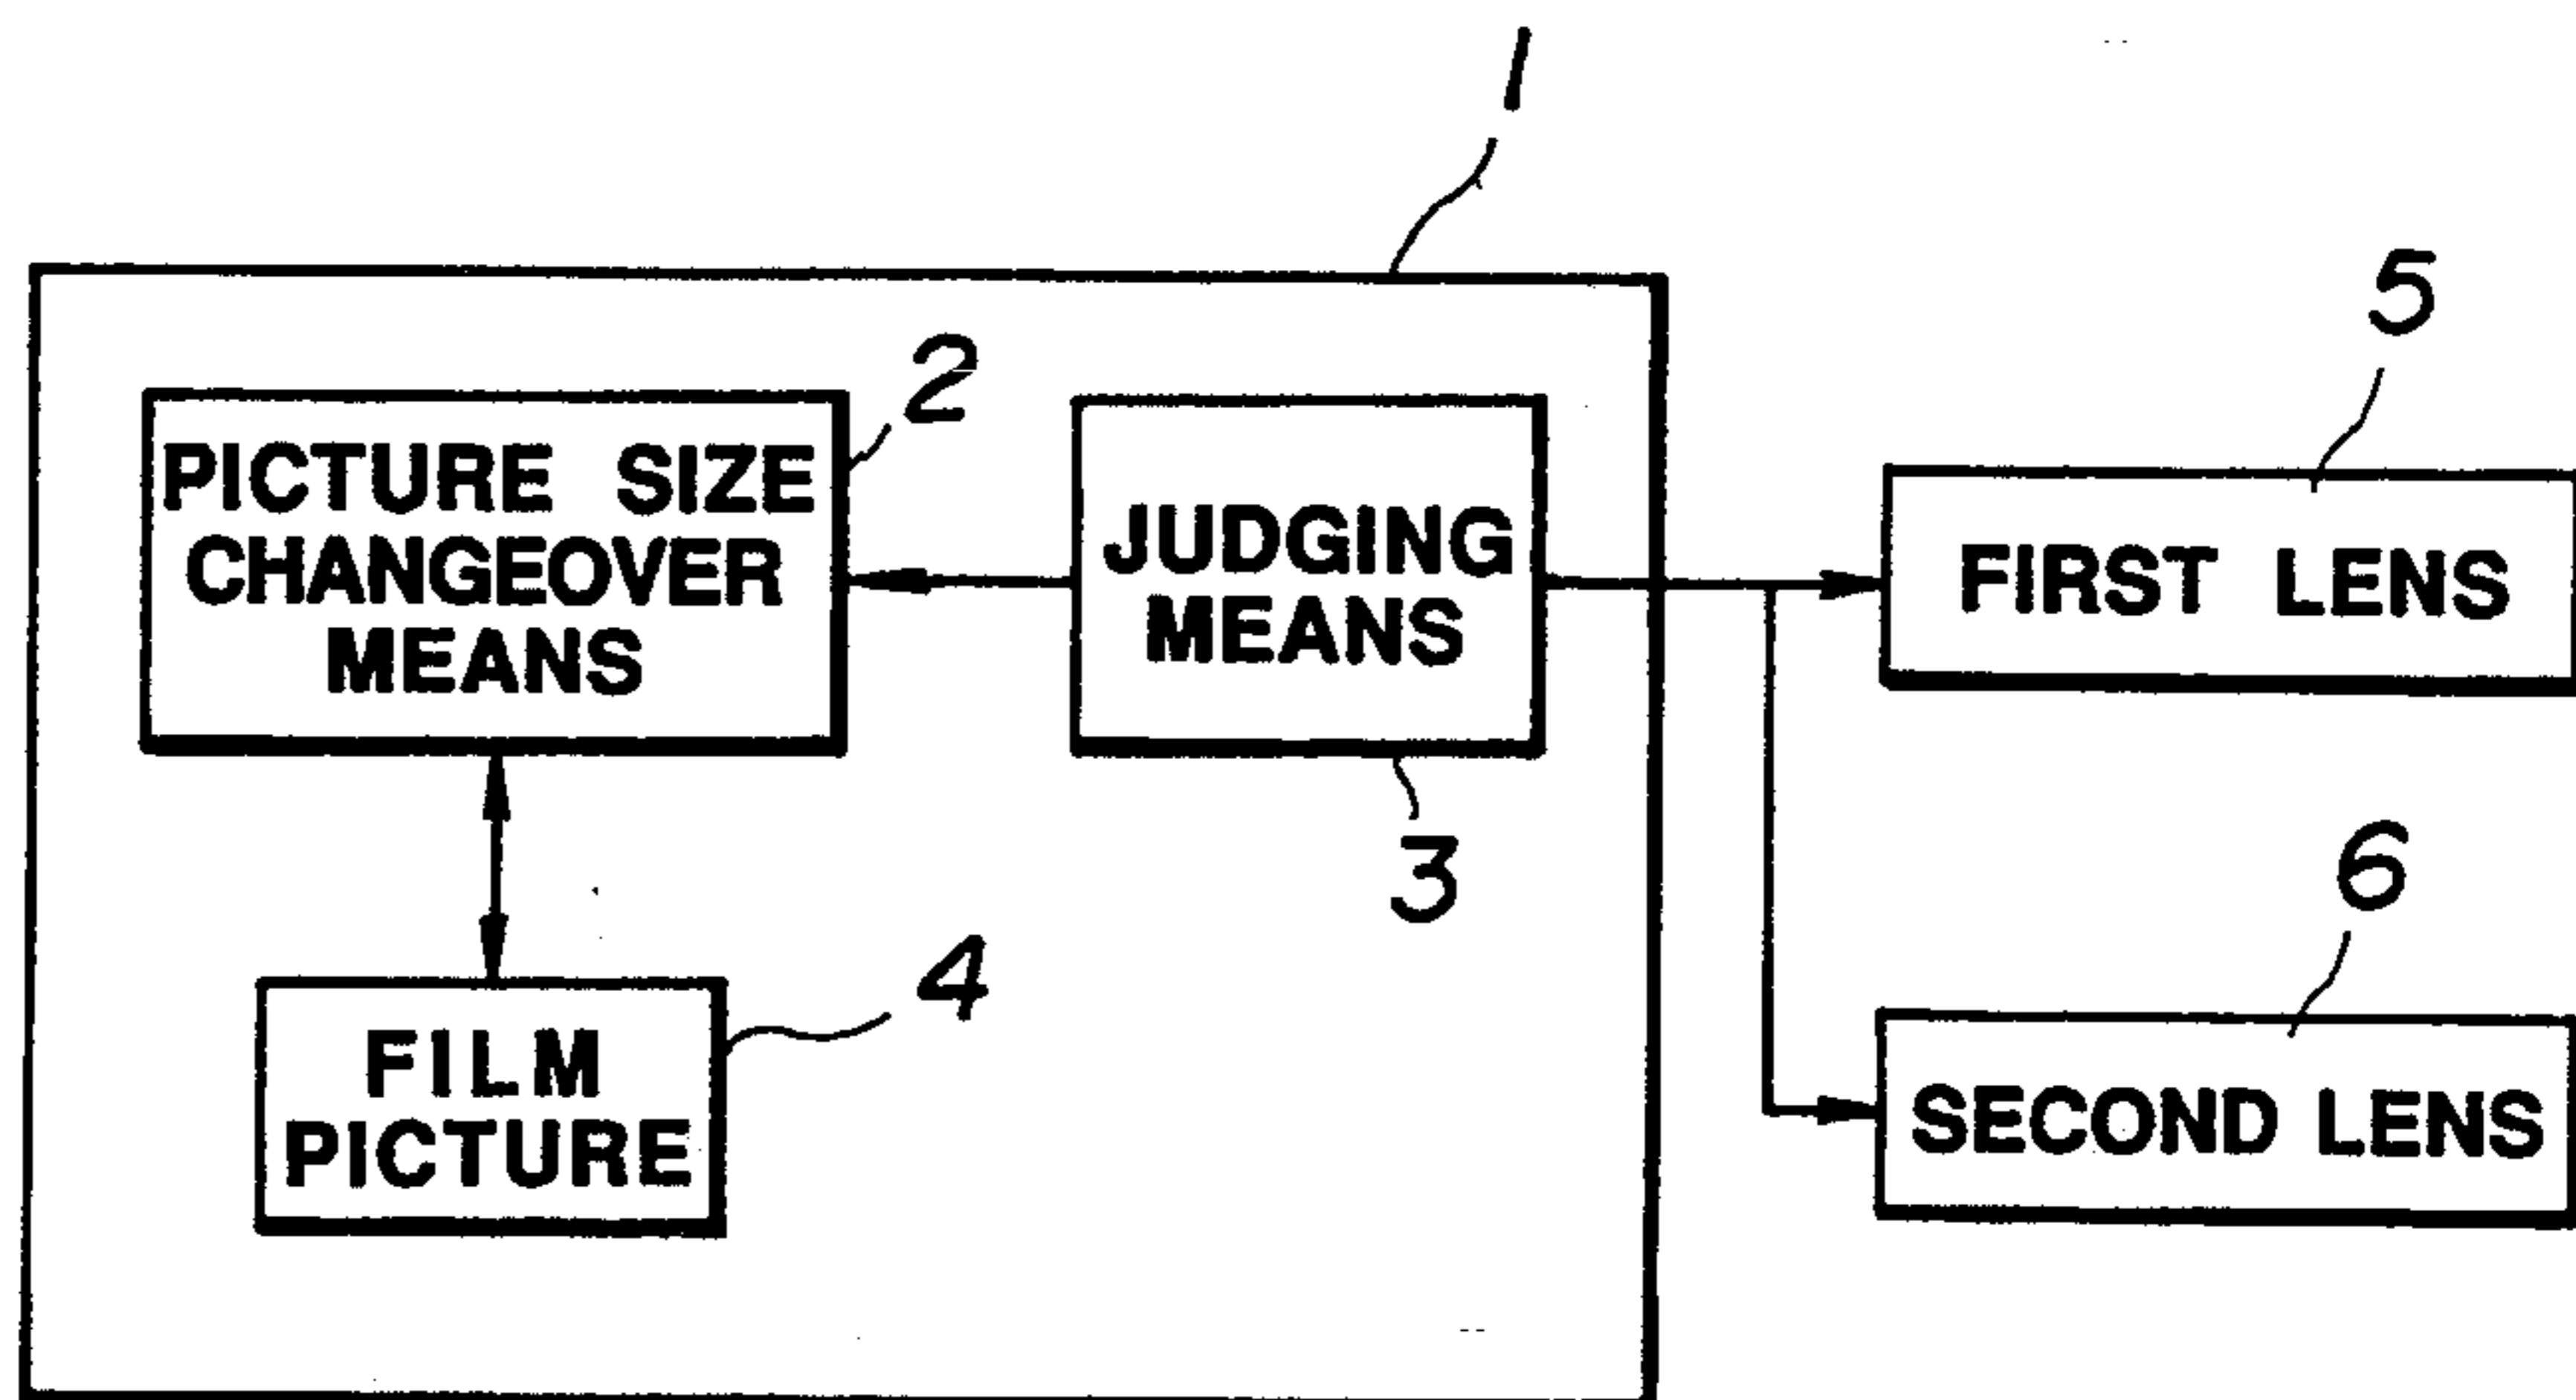 1
2
PICTURE SIZE
CHANGEOVER
MEANS
JUDGING
MEANS
3
FILM
PICTURE
4
5
FIRST LENS
6
SECOND LENS